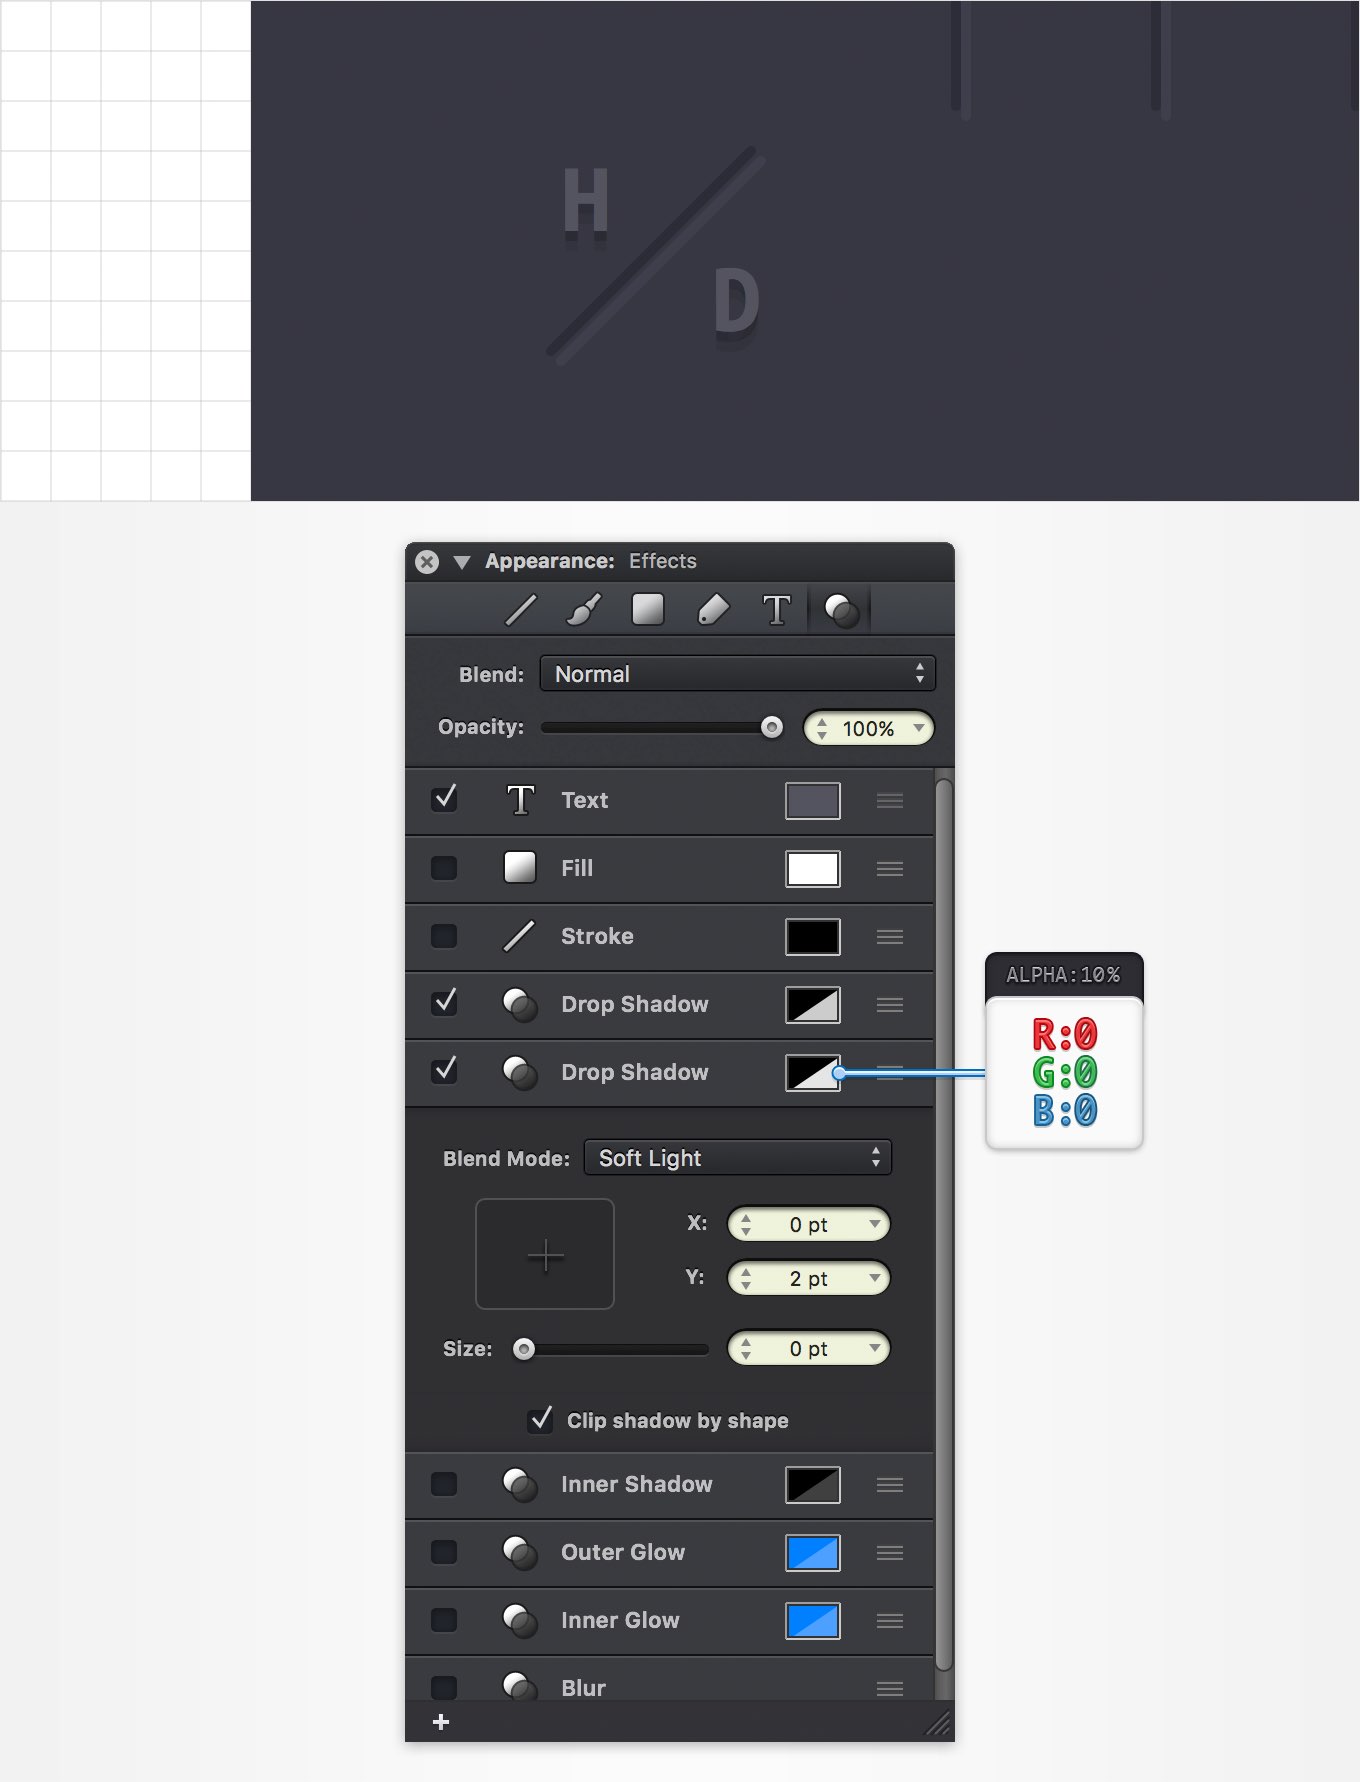 H
D
Appearance: Effects
T
Blend: Normal
Opacity: 100%
T Text
Fill
Stroke
Drop Shadow
Drop Shadow
ALPHA:10%
R:0
G:0
B:0
Blend Mode: Soft Light
X: 0 pt
Y: 2 pt
Size: 0 pt
Clip shadow by shape
Inner Shadow
Outer Glow
Inner Glow
Blur
+